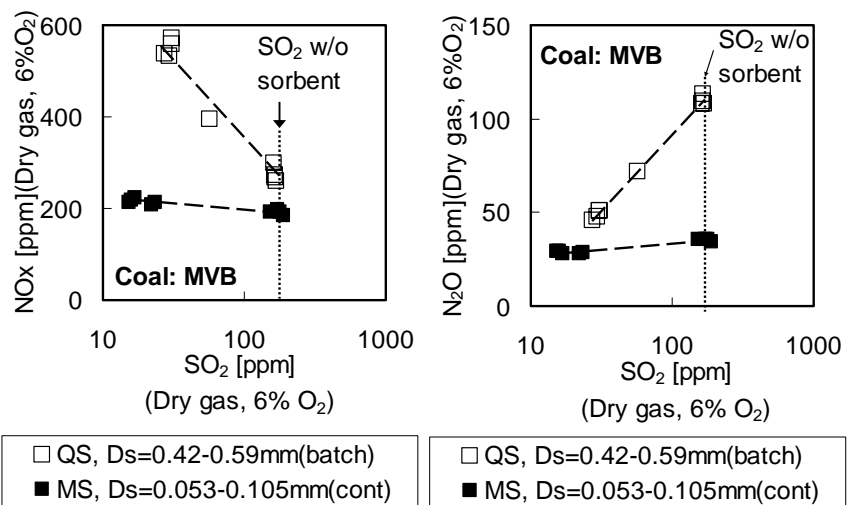 NOx [ppm](Dry gas, 6%O₂)
600
400
200
0
SO₂ w/o
sorbent
Coal: MVB
10
100
1000
SO₂ [ppm]
(Dry gas, 6% O₂)
□ QS, Ds=0.42-0.59mm(batch)
■ MS, Ds=0.053-0.105mm(cont)
N₂O [ppm](Dry gas, 6%O₂)
150
100
50
0
Coal: MVB
SO₂ w/o
sorbent
10
100
1000
SO₂ [ppm]
(Dry gas, 6% O₂)
□ QS, Ds=0.42-0.59mm(batch)
■ MS, Ds=0.053-0.105mm(cont)